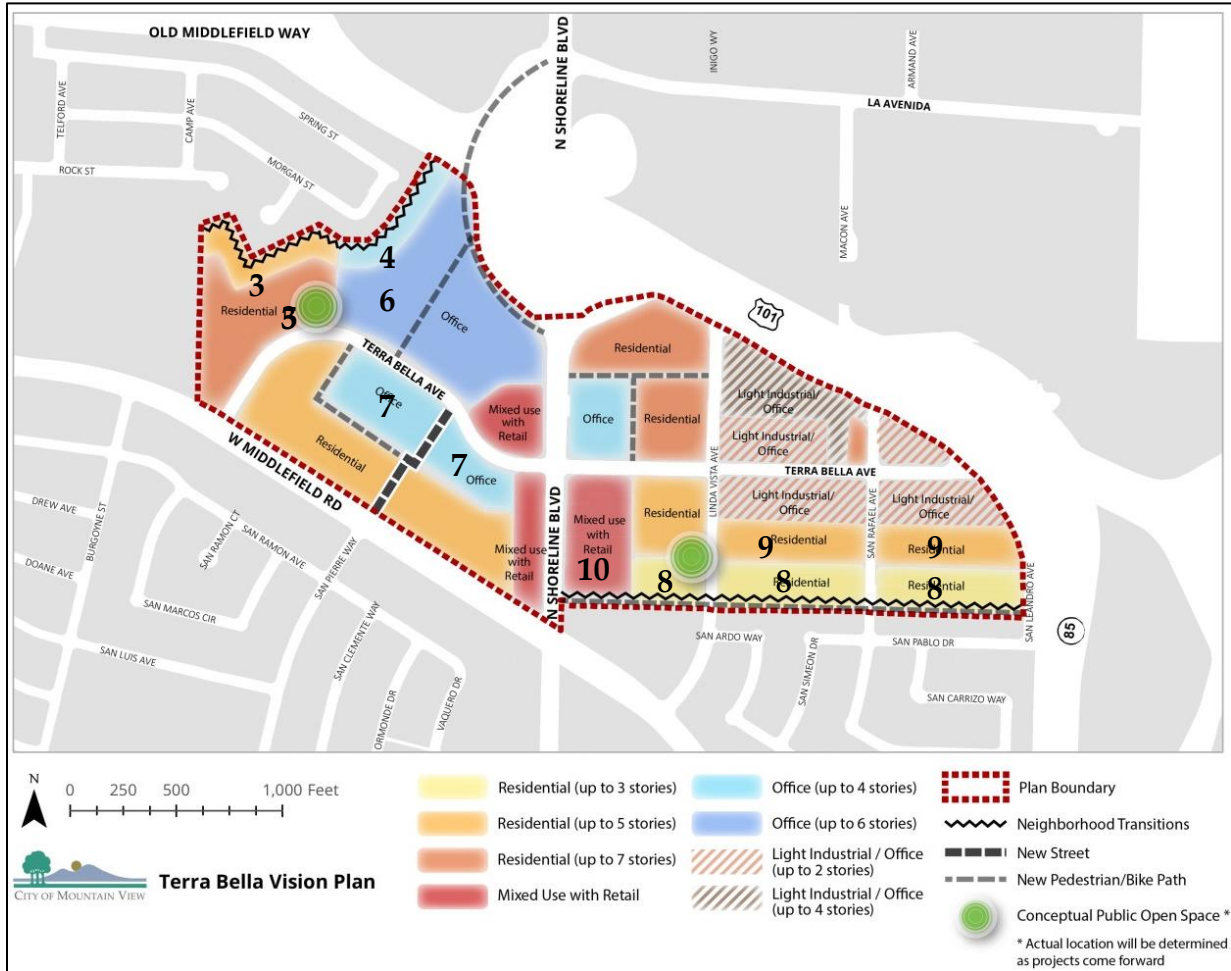 OLD MIDDLEFIELD WAY
N SHORELINE BLVD
INIGO WY
ARMAND AVE
TELFORD AVE
CAMP AVE
SPRING ST
LA AVENIDA
MORGAN ST
ROCK ST
MACON AVE
4
3
6
Residential
5
101
Office
TERRA BELLA AVE
Residential
Office
7
Mixed use
with
Retail
Office
Residential
Light Industrial/
Office
Light Industrial/
Office
Residential
7
Office
LINDA VISTA AVE
TERRA BELLA AVE
W MIDDLEFIELD RD
Light Industrial/
Office
Light Industrial/
Office
SAN RAFAEL AVE
N SHORELINE BLVD
Mixed use
with
Retail
10
Residential
Mixed use
with
Retail
9
Residential
9
Residential
8
8
Residential
8
Residential
DREW AVE
BURGOYNE ST
SAN RAMON CT
SAN RAMON AVE
SAN PIERRE WAY
DOANE AVE
SAN MARCOS CIR
SAN LUIS AVE
SAN CLEMENTE WAY
ORMONDE DR
VAQUERO DR
SAN ARDO WAY
SAN SIMEON DR
SAN PABLO DR
SAN CARRIZO WAY
SAN LEANDRO AVE
85
N
0 250 500 1,000 Feet
CITY OF MOUNTAIN VIEW
Terra Bella Vision Plan
Residential (up to 3 stories)
Residential (up to 5 stories)
Residential (up to 7 stories)
Mixed Use with Retail
Office (up to 4 stories)
Office (up to 6 stories)
Light Industrial / Office
(up to 2 stories)
Light Industrial / Office
(up to 4 stories)
Plan Boundary
Neighborhood Transitions
New Street
New Pedestrian/Bike Path
Conceptual Public Open Space *
* Actual location will be determined
as projects come forward